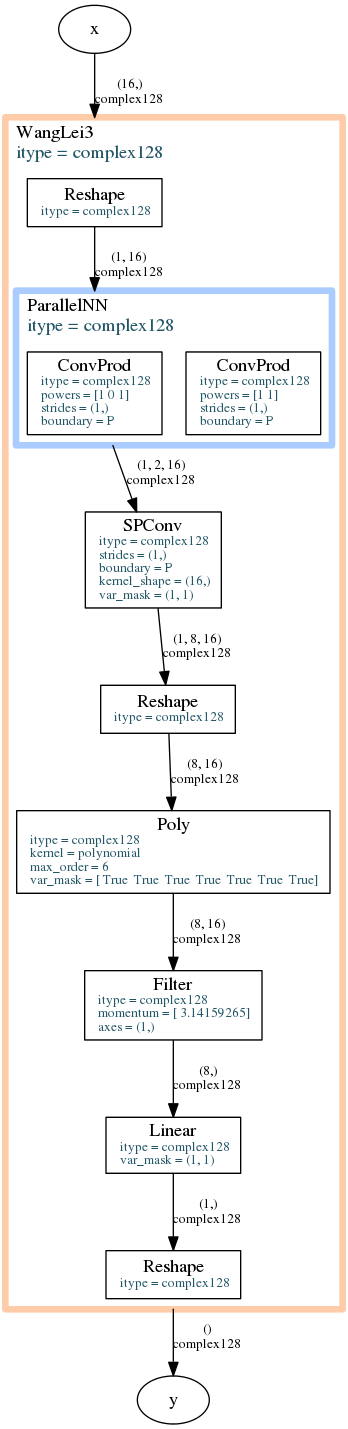 x
(16,)
complex128
WangLei3
itype = complex128
Reshape
itype = complex128
(1, 16)
complex128
ParallelNN
itype = complex128
ConvProd
itype = complex128
powers = [1 0 1]
strides = (1,)
boundary = P
ConvProd
itype = complex128
powers = [1 1]
strides = (1,)
boundary = P
(1, 2, 16)
complex128
SPConv
itype = complex128
strides = (1,)
boundary = P
kernel_shape = (16,)
var_mask = (1, 1)
(1, 8, 16)
complex128
Reshape
itype = complex128
(8, 16)
complex128
Poly
itype = complex128
kernel = polynomial
max_order = 6
var_mask = [ True  True  True  True  True  True  True]
(8, 16)
complex128
Filter
itype = complex128
momentum = [ 3.14159265]
axes = (1,)
(8,)
complex128
Linear
itype = complex128
var_mask = (1, 1)
(1,)
complex128
Reshape
itype = complex128
()
complex128
y